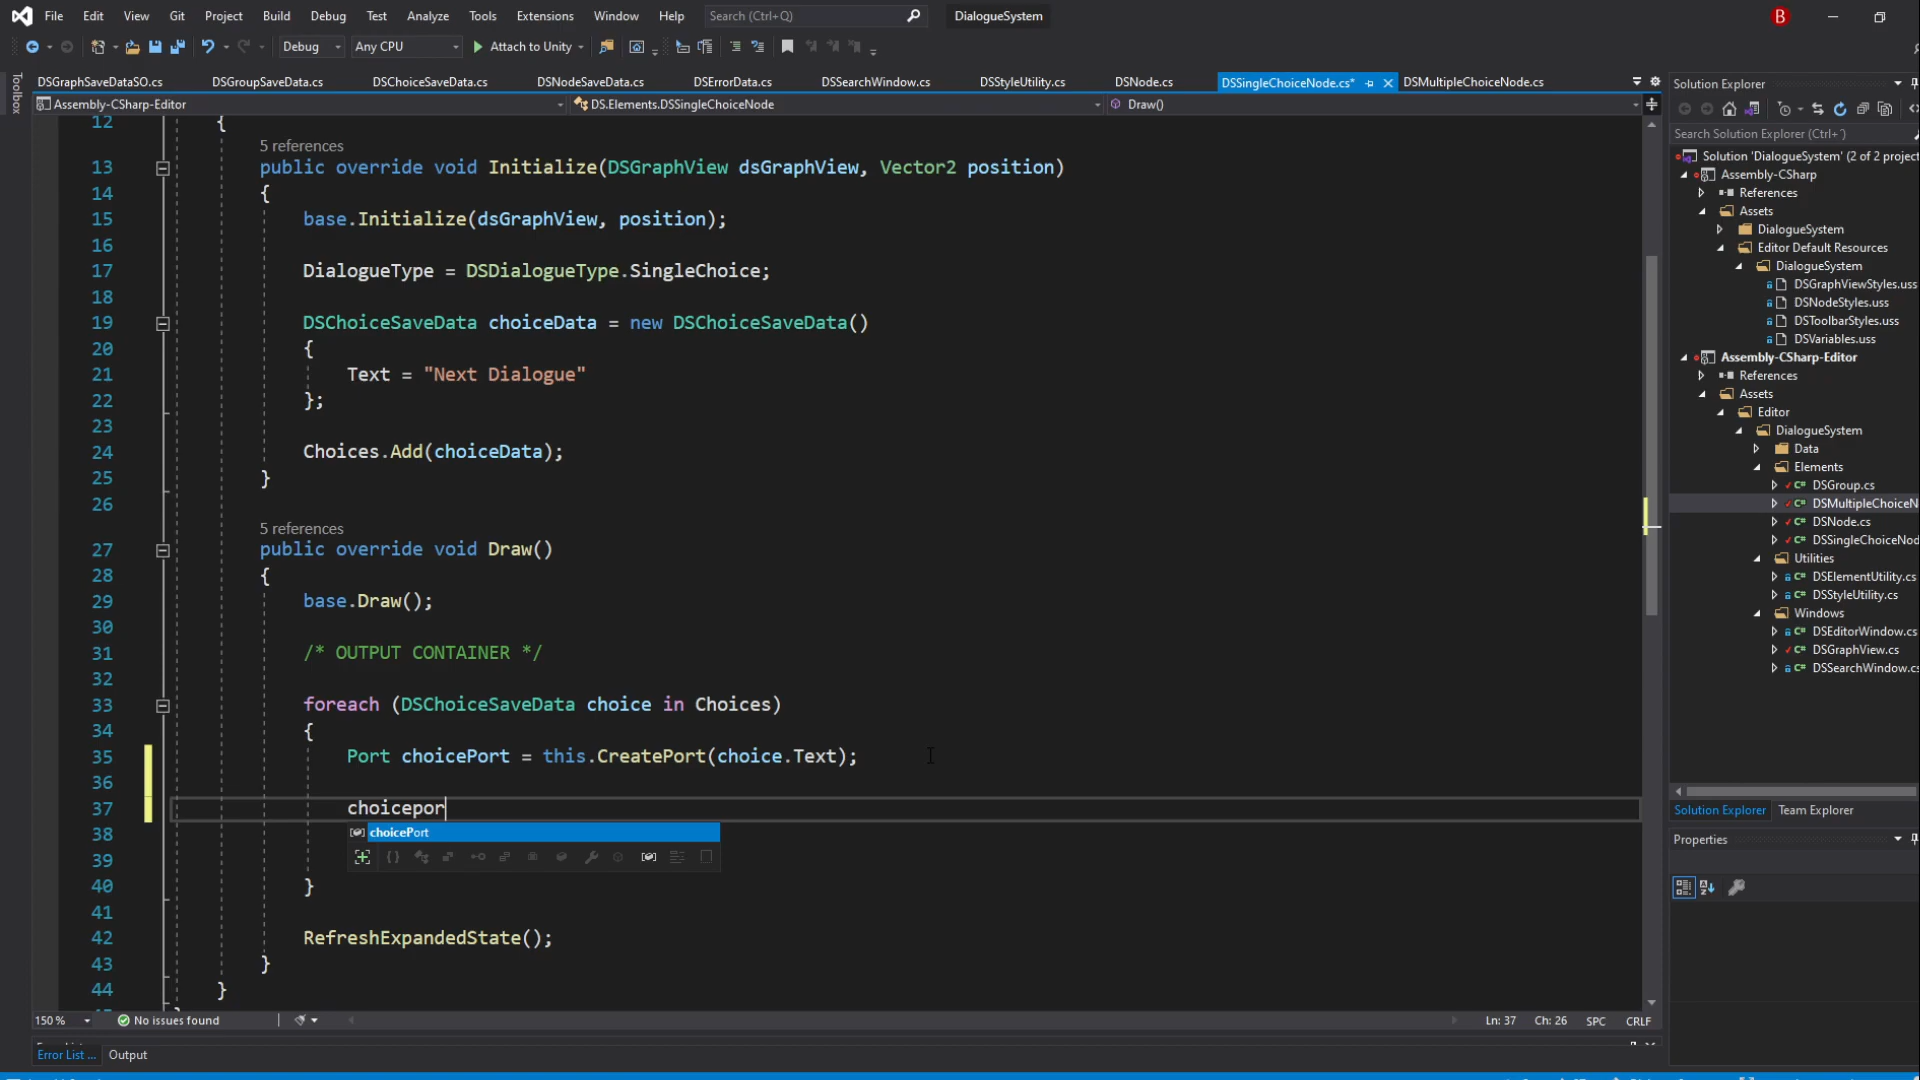 File Edit View Git Project Build Debug Test Analyze Tools Extensions Window Help Search (Ctrl+Q) DialogueSystem B
Debug Any CPU Attach to Unity
Toolbox
DSGraphSaveDataSO.cs DSGroupSaveData.cs DSChoiceSaveData.cs DSNodeSaveData.cs DSErrorData.cs DSSearchWindow.cs DSStyleUtility.cs DSNode.cs DSSingleChoiceNode.cs* DSMultipleChoiceNode.cs
Assembly-CSharp-Editor DS.Elements.DSSingleChoiceNode Draw()
12 {
5 references
13 public override void Initialize(DSGraphView dsGraphView, Vector2 position)
14 {
15 base.Initialize(dsGraphView, position);
16
17 DialogueType = DSDialogueType.SingleChoice;
18
19 DSChoiceSaveData choiceData = new DSChoiceSaveData()
20 {
21 Text = "Next Dialogue"
22 };
23
24 Choices.Add(choiceData);
25 }
26
5 references
27 public override void Draw()
28 {
29 base.Draw();
30
31 /* OUTPUT CONTAINER */
32
33 foreach (DSChoiceSaveData choice in Choices)
34 {
35 Port choicePort = this.CreatePort(choice.Text);
36
37 choicepor
choicePort
38
39
40 }
41
42 RefreshExpandedState();
43 }
44 }
150 % No issues found Ln: 37 Ch: 26 SPC CRLF
Error List ... Output
Solution Explorer
Search Solution Explorer (Ctrl+')
Solution 'DialogueSystem' (2 of 2 project
Assembly-CSharp
References
Assets
DialogueSystem
Editor Default Resources
DialogueSystem
DSGraphViewStyles.uss
DSNodeStyles.uss
DSToolbarStyles.uss
DSVariables.uss
Assembly-CSharp-Editor
References
Assets
Editor
DialogueSystem
Data
Elements
DSGroup.cs
DSMultipleChoiceN
DSNode.cs
DSSingleChoiceNod
Utilities
DSElementUtility.cs
DSStyleUtility.cs
Windows
DSEditorWindow.cs
DSGraphView.cs
DSSearchWindow.cs
Solution Explorer Team Explorer
Properties